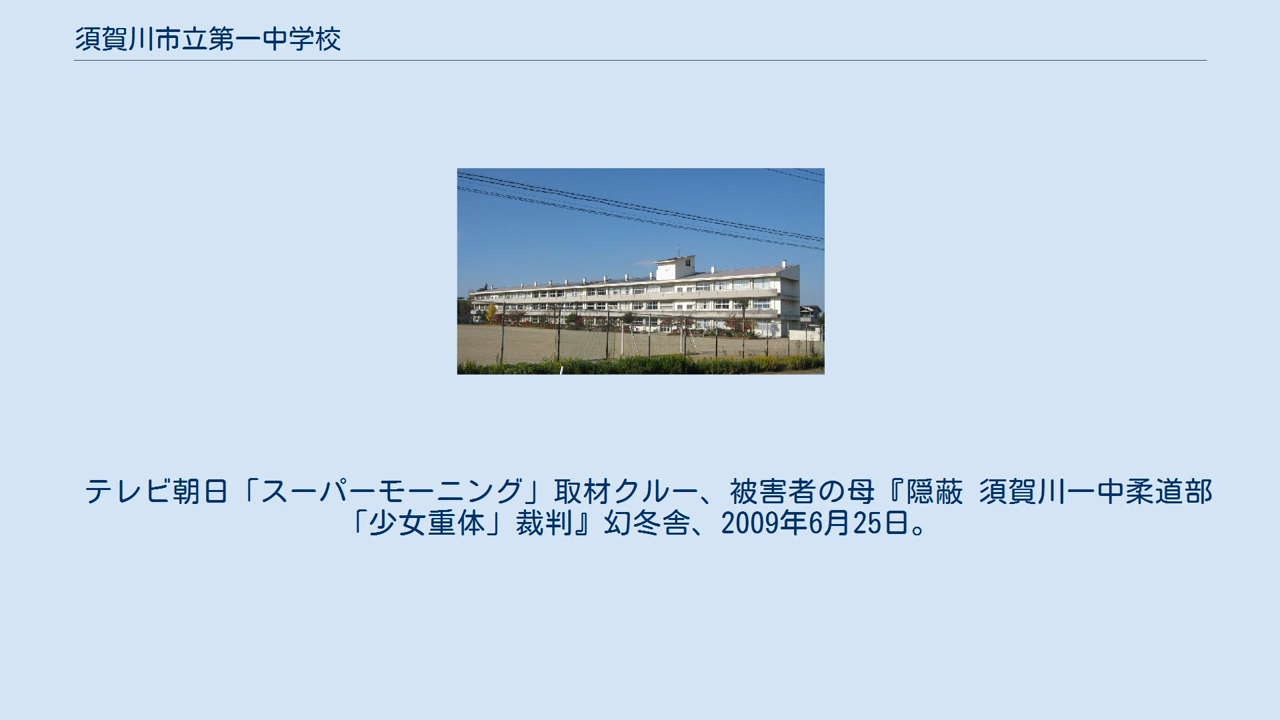 須賀川市立第一中学校
テレビ朝日「スーパーモーニング」取材クルー、被害者の母『隠蔽 須賀川一中柔道部
「少女重体」裁判』幻冬舎、2009年6月25日。